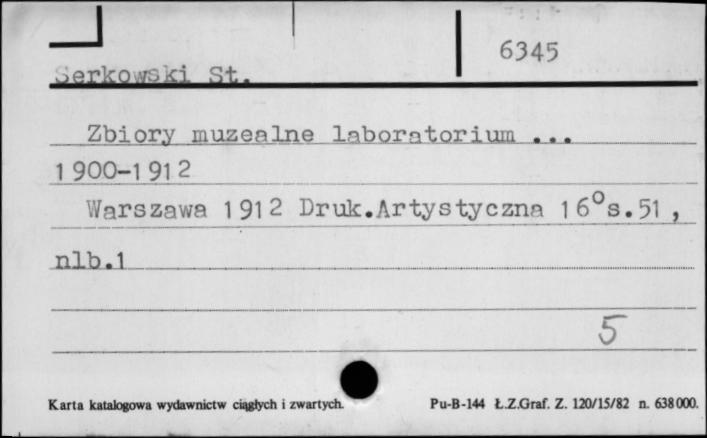 6345
Serkowski St.
Zbiory muzealne laboratorium ...
1900-1912
Warszawa 1912 Druk.Artystyczna 16°s.51,
nlb.1
5
Karta katalogowa wydawnictw ciągłych i zwartych. Pu-B-144 Ł.Z.Graf. Z. 120/15/82 n. 638000.